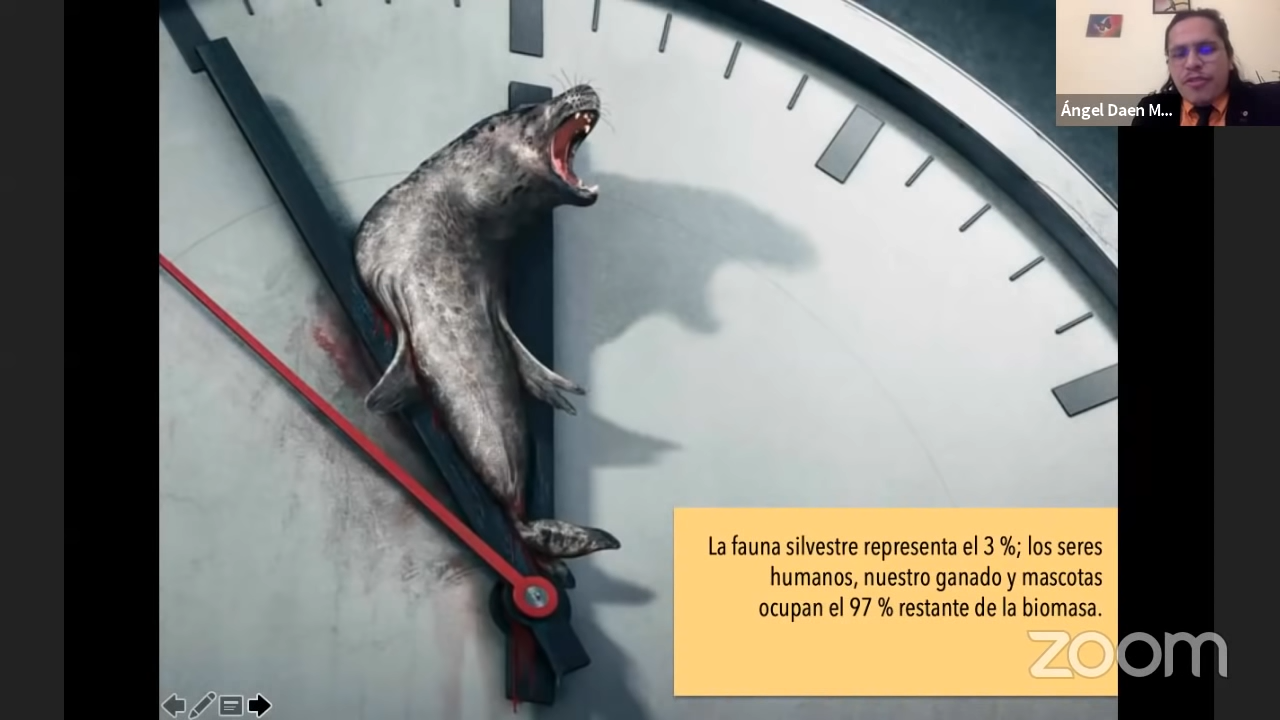 Ángel Daen M...
La fauna silvestre representa el 3 %; los seres
humanos, nuestro ganado y mascotas
ocupan el 97 % restante de la biomasa.
zoom